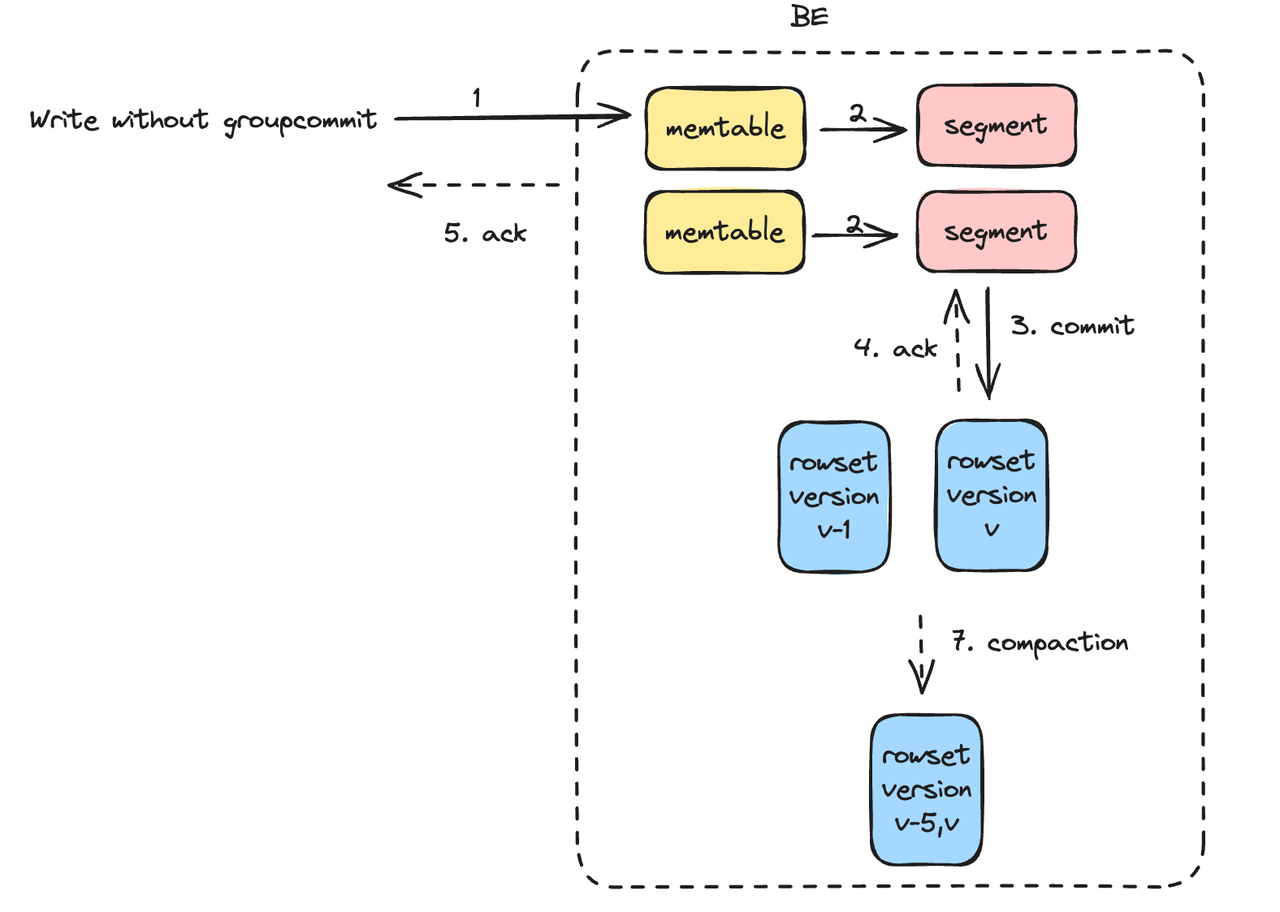 BE
Write without groupcommit
1
memtable
2
segment
5. ack
memtable
2
segment
4. ack
3. commit
rowset
version
v-1
rowset
version
v
7. compaction
rowset
version
v-5,v